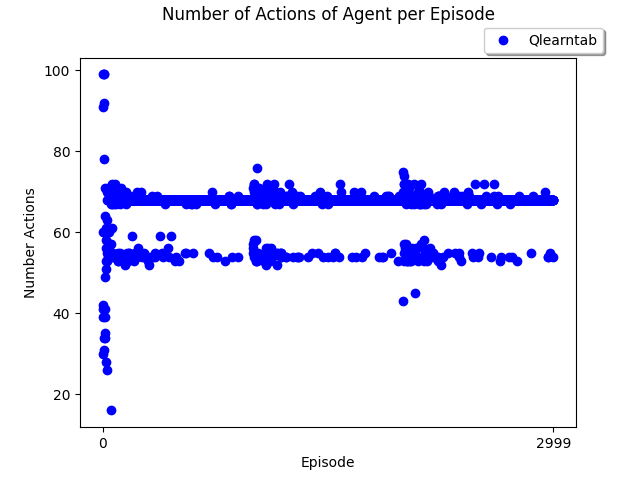 Number of Actions of Agent per Episode
Qlearntab
100
80
60
40
20
Number Actions
0 2999
Episode